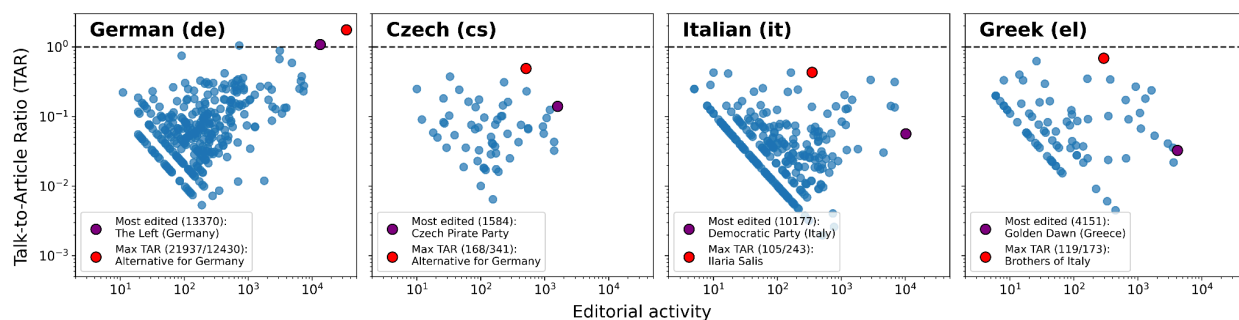 German (de)
Czech (cs)
Italian (it)
Greek (el)
Talk-to-Article Ratio (TAR)
10⁰
10⁻¹
10⁻²
10⁻³
Most edited (13370):
The Left (Germany)
Max TAR (21937/12430)
Alternative for Germany
Most edited (1584):
Czech Pirate Party
Max TAR (168/341)
Alternative for Germany
Most edited (10177):
Democratic Party (Italy)
Max TAR (105/243)
Ilaria Salis
Most edited (4151):
Golden Dawn (Greece)
Max TAR (119/173)
Brothers of Italy
10¹ 10² 10³ 10⁴
10¹ 10² 10³ 10⁴
10¹ 10² 10³ 10⁴
10¹ 10² 10³ 10⁴
Editorial activity